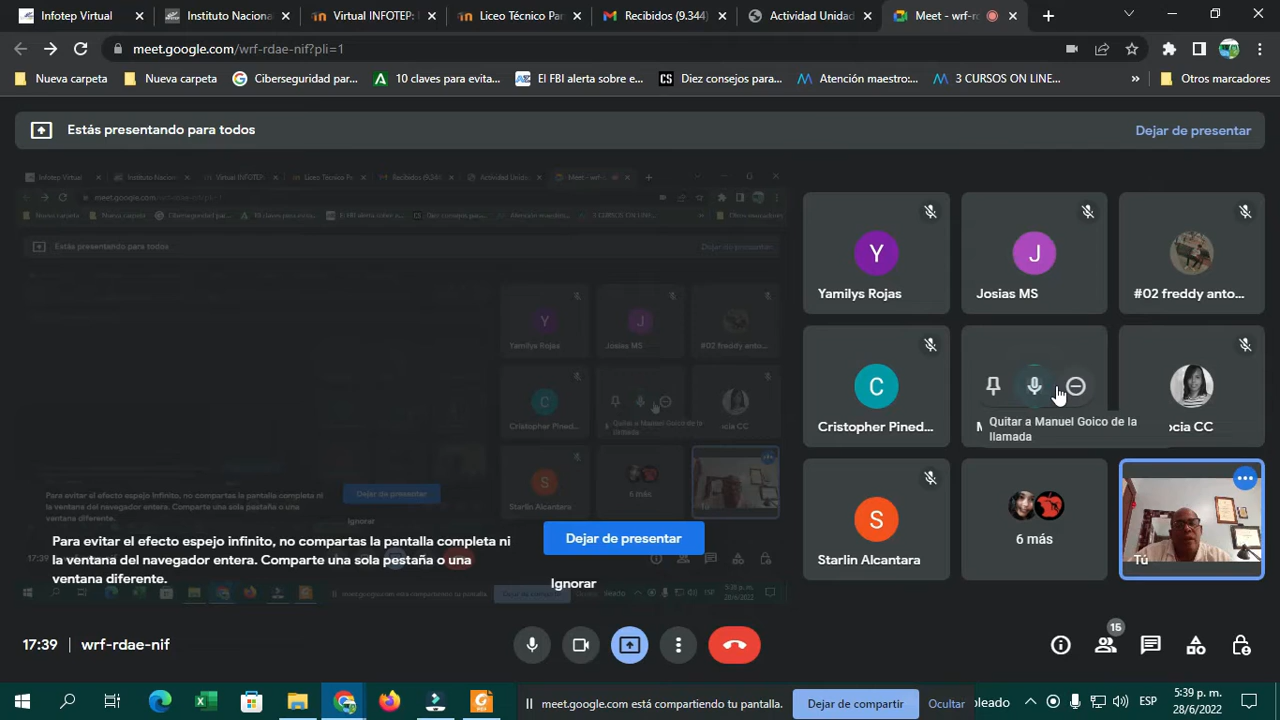 Infotep Virtual
Instituto Nacional
Virtual INFOTEP:
Liceo Técnico Par
Recibidos (9.344)
Actividad Unidad
Meet - wrf-r
meet.google.com/wrf-rdae-nif?pli=1
Nueva carpeta
Nueva carpeta
Ciberseguridad par...
10 claves para evita...
El FBI alerta sobre e...
CS
Diez consejos para...
Atención maestro:...
3 CURSOS ON LINE...
»
Otros marcadores
Estás presentando para todos
Dejar de presentar
Y
Yamilys Rojas
J
Josias MS
#02 freddy anto...
C
Cristopher Pined...
Quitar a Manuel Goico de la
llamada
cia CC
S
Starlin Alcantara
6 más
Tú
Para evitar el efecto espejo infinito, no compartas la pantalla completa ni
la ventana del navegador entera. Comparte una sola pestaña o una
ventana diferente.
Dejar de presentar
Ignorar
17:39
wrf-rdae-nif
15
meet.google.com está compartiendo tu pantalla.
Dejar de compartir
Ocultar
oleado
ESP
5:39 p. m.
28/6/2022